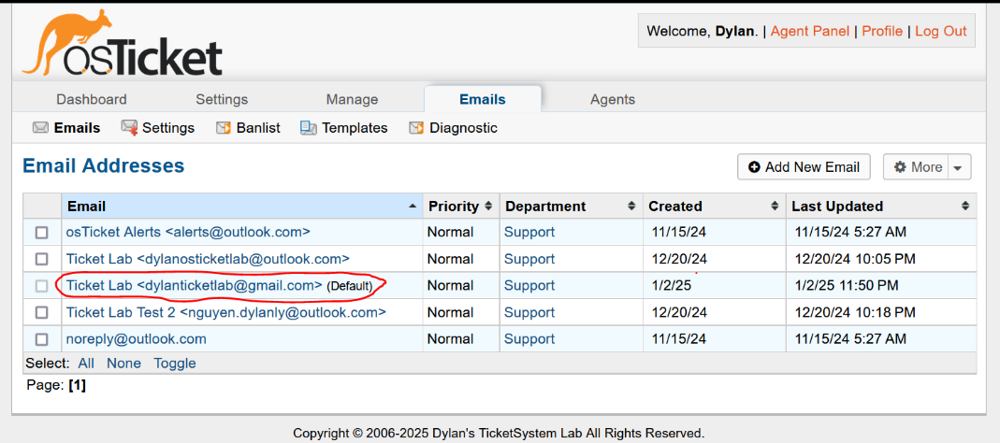 osTicket
Welcome, Dylan. | Agent Panel | Profile | Log Out
Dashboard Settings Manage Emails Agents
Emails Settings Banlist Templates Diagnostic
Email Addresses
Add New Email More
Email Priority Department Created Last Updated
osTicket Alerts <alerts@outlook.com> Normal Support 11/15/24 11/15/24 5:27 AM
Ticket Lab <dylanosticketlab@outlook.com> Normal Support 12/20/24 12/20/24 10:05 PM
Ticket Lab <dylanticketlab@gmail.com> (Default) Normal Support 1/2/25 1/2/25 11:50 PM
Ticket Lab Test 2 <nguyen.dylanly@outlook.com> Normal Support 12/20/24 12/20/24 10:18 PM
noreply@outlook.com Normal Support 11/15/24 11/15/24 5:27 AM
Select: All None Toggle
Page: [1]
Copyright © 2006-2025 Dylan's TicketSystem Lab All Rights Reserved.